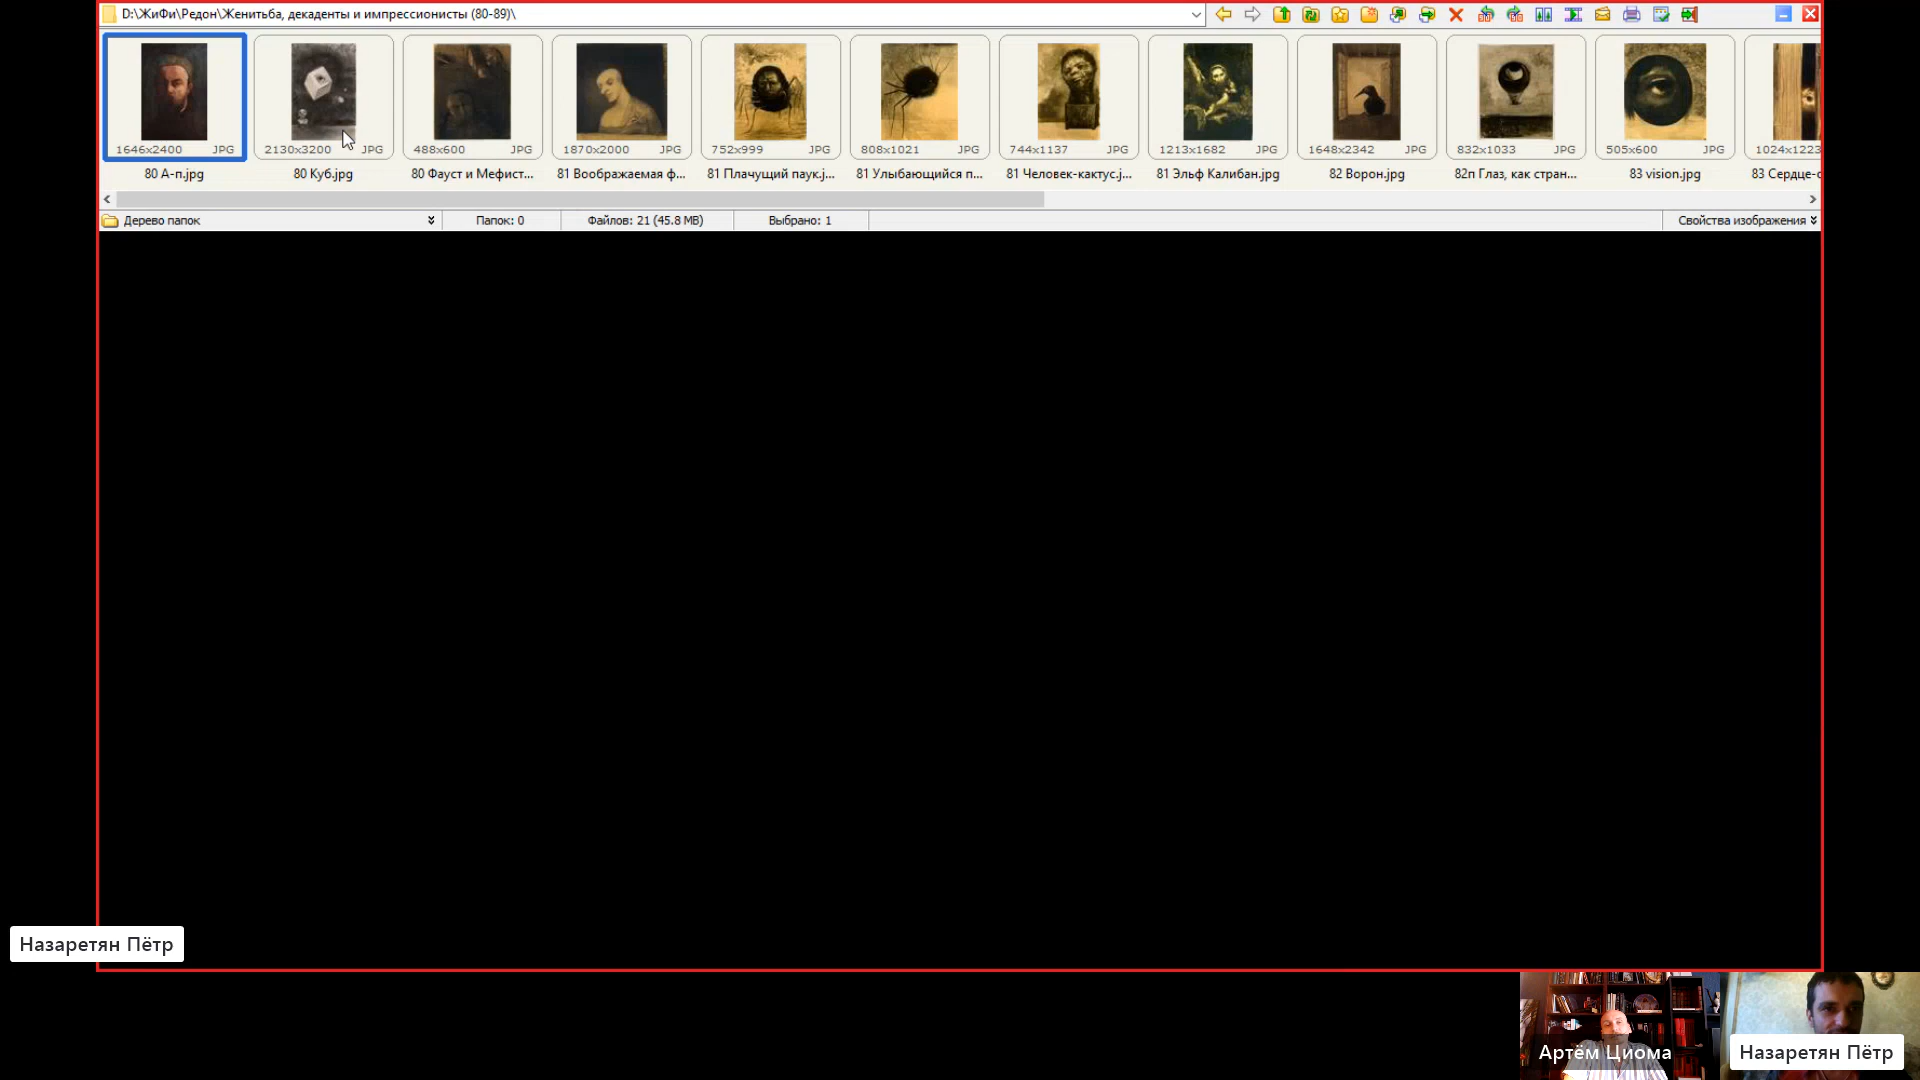 D:\ЖиФи\Редон\Женитьба, декаденты и импрессионисты (80-89)\
1646x2400 JPG
2130x3200 JPG
488x600 JPG
1870x2000 JPG
752x999 JPG
808x1021 JPG
744x1137 JPG
1213x1682 JPG
1648x2342 JPG
832x1033 JPG
505x600 JPG
1024x1223
80 А-п.jpg
80 Куб.jpg
80 Фауст и Мефист...
81 Воображаемая ф...
81 Плачущий паук.j...
81 Улыбающийся п...
81 Человек-кактус.j...
81 Эльф Калибан.jpg
82 Ворон.jpg
82п Глаз, как стран...
83 vision.jpg
83 Сердце-
Дерево папок
Папок: 0
Файлов: 21 (45.8 MB)
Выбрано: 1
Свойства изображения
Назаретян Пётр
Артём Циома
Назаретян Пётр